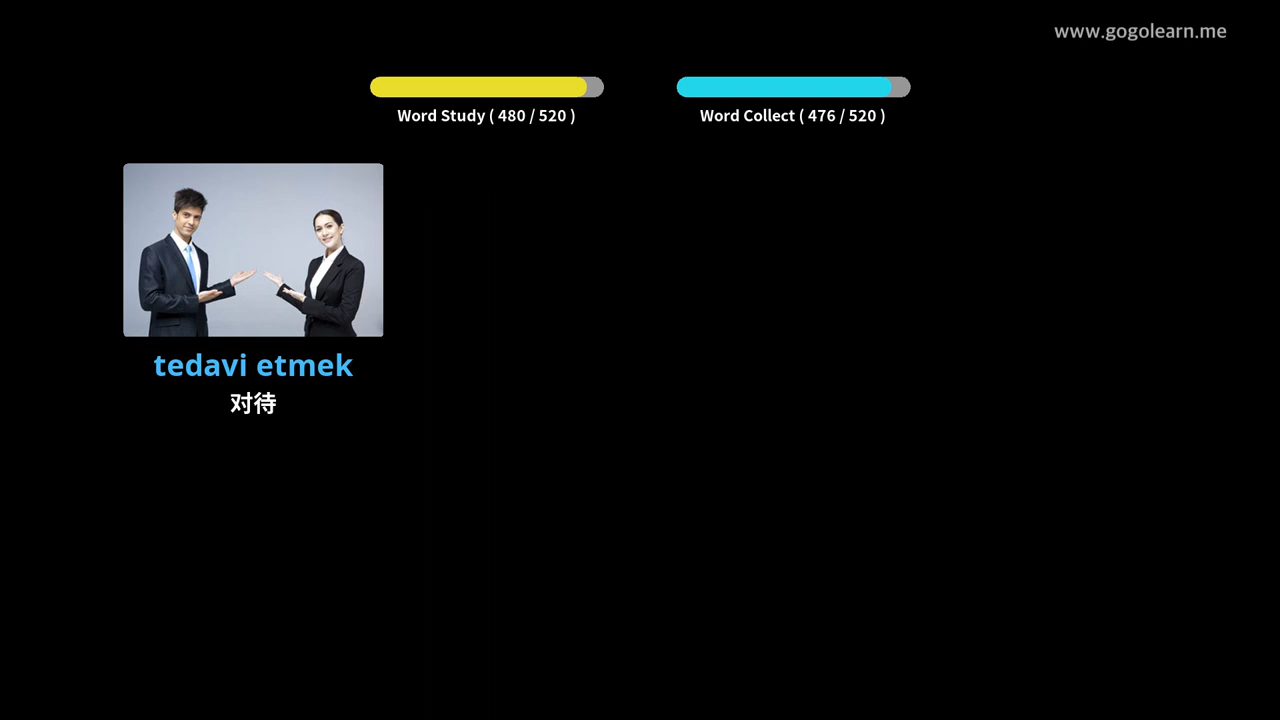 www.gogolearn.me
Word Study ( 480 / 520 )
Word Collect ( 476 / 520 )
tedavi etmek
对待